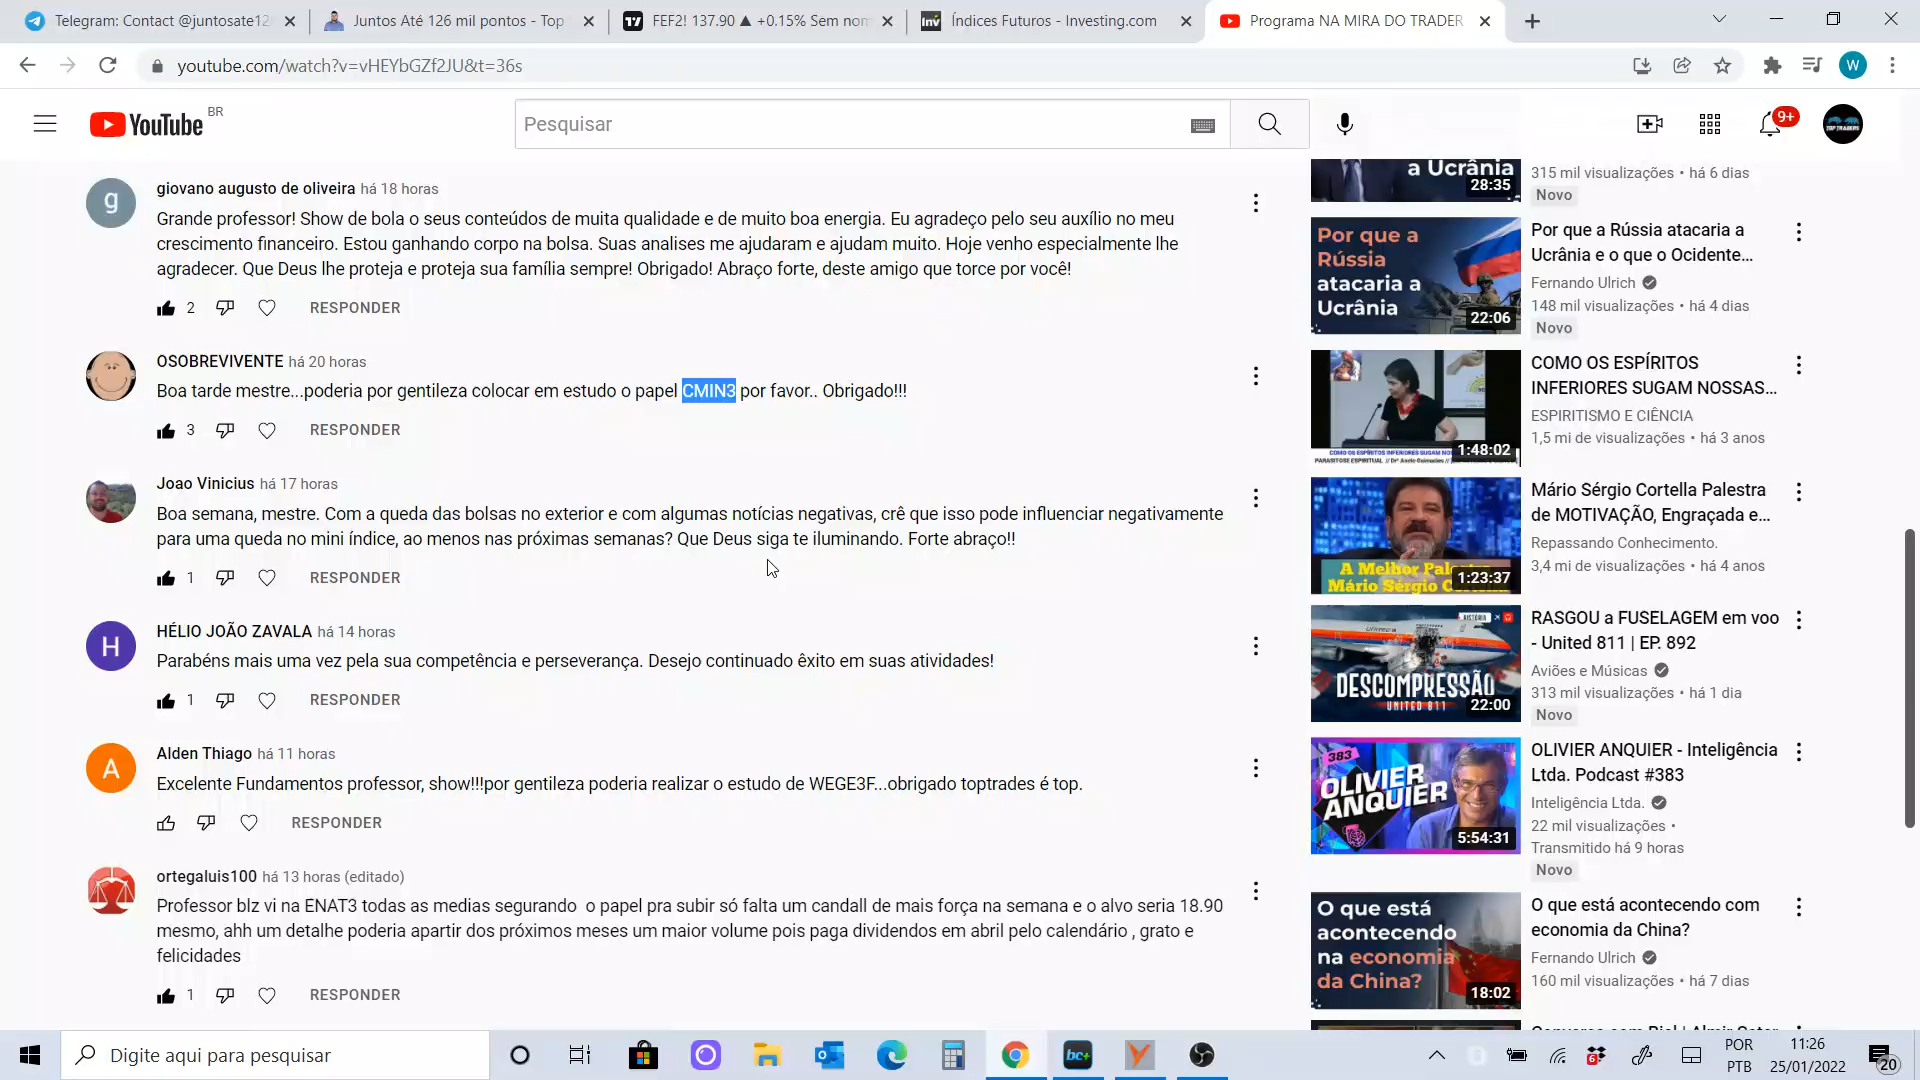 Telegram: Contact @juntosate12
Juntos Até 126 mil pontos - Top
FEF2! 137.90 ▲ +0.15% Sem nom
Índices Futuros - Investing.com
Programa NA MIRA DO TRADER
youtube.com/watch?v=vHEYbGZf2JU&t=36s
W
YouTube BR
Pesquisar
9+
TOP TRADERS
g
giovano augusto de oliveira há 18 horas
Grande professor! Show de bola o seus conteúdos de muita qualidade e de muito boa energia. Eu agradeço pelo seu auxílio no meu
crescimento financeiro. Estou ganhando corpo na bolsa. Suas analises me ajudaram e ajudam muito. Hoje venho especialmente lhe
agradecer. Que Deus lhe proteja e proteja sua família sempre! Obrigado! Abraço forte, deste amigo que torce por você!
2 RESPONDER
OSOBREVIVENTE há 20 horas
Boa tarde mestre...poderia por gentileza colocar em estudo o papel CMIN3 por favor.. Obrigado!!!
3 RESPONDER
Joao Vinicius há 17 horas
Boa semana, mestre. Com a queda das bolsas no exterior e com algumas notícias negativas, crê que isso pode influenciar negativamente
para uma queda no mini índice, ao menos nas próximas semanas? Que Deus siga te iluminando. Forte abraço!!
1 RESPONDER
H
HÉLIO JOÃO ZAVALA há 14 horas
Parabéns mais uma vez pela sua competência e perseverança. Desejo continuado êxito em suas atividades!
1 RESPONDER
A
Alden Thiago há 11 horas
Excelente Fundamentos professor, show!!!por gentileza poderia realizar o estudo de WEGE3F...obrigado toptrades é top.
RESPONDER
ortegaluis100 há 13 horas (editado)
Professor blz vi na ENAT3 todas as medias segurando o papel pra subir só falta um candall de mais força na semana e o alvo seria 18.90
mesmo, ahh um detalhe poderia apartir dos próximos meses um maior volume pois paga dividendos em abril pelo calendário , grato e
felicidades
1 RESPONDER
a Ucrânia
28:35
315 mil visualizações • há 6 dias
Novo
Por que a
Rússia
atacaria a
Ucrânia
22:06
Por que a Rússia atacaria a
Ucrânia e o que o Ocidente...
Fernando Ulrich
148 mil visualizações • há 4 dias
Novo
1:48:02
COMO OS ESPÍRITOS
INFERIORES SUGAM NOSSAS...
ESPIRITISMO E CIÊNCIA
1,5 mi de visualizações • há 3 anos
A Melhor Pal
Mário Sérgio
1:23:37
Mário Sérgio Cortella Palestra
de MOTIVAÇÃO, Engraçada e...
Repassando Conhecimento.
3,4 mi de visualizações • há 4 anos
HISTÓRIA
DESCOMPRESSÃO
UNITED 811
22:00
RASGOU a FUSELAGEM em voo
- United 811 | EP. 892
Aviões e Músicas
313 mil visualizações • há 1 dia
Novo
383
OLIVIER
ANQUIER
5:54:31
OLIVIER ANQUIER - Inteligência
Ltda. Podcast #383
Inteligência Ltda.
22 mil visualizações •
Transmitido há 9 horas
Novo
O que está
acontecendo
na economia
da China?
18:02
O que está acontecendo com
economia da China?
Fernando Ulrich
160 mil visualizações • há 7 dias
Digite aqui para pesquisar
bc+
6
POR
PTB
11:26
25/01/2022
20